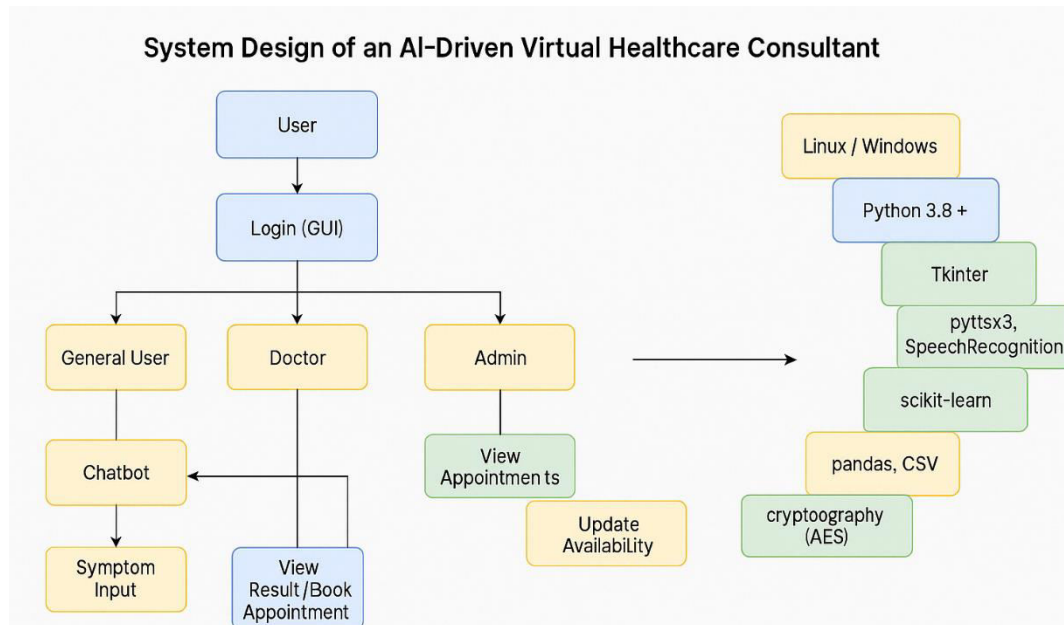 System Design of an AI-Driven Virtual Healthcare Consultant
User
Login (GUI)
General User
Doctor
Admin
Chatbot
View
Appointmen ts
Symptom
Input
View
Result/Book
Appointment
Update
Availability
Linux / Windows
Python 3.8 +
Tkinter
pyttsx3,
SpeechRecognition
scikit-learn
pandas, CSV
cryptoography
(AES)